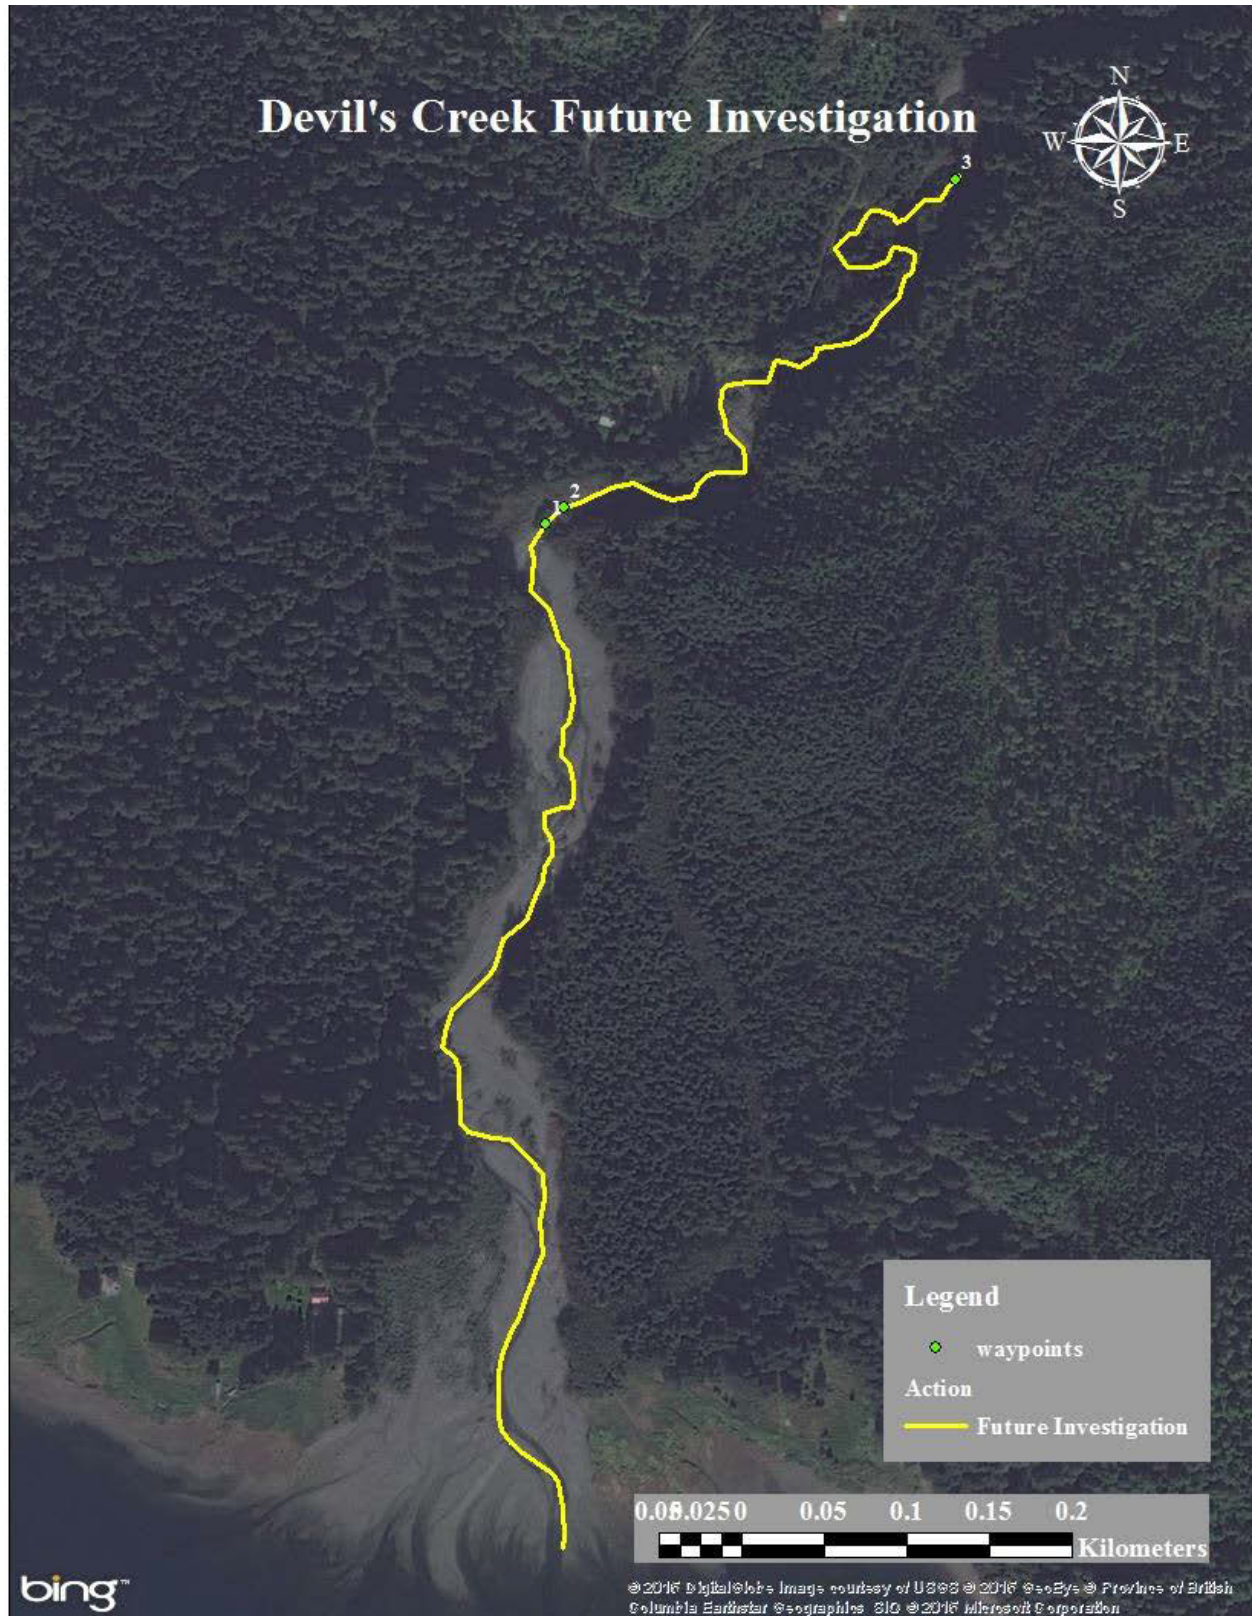 N
Devil's Creek Future Investigation
W E
S
3
2
1
Legend
waypoints
Action
Future Investigation
0.05 0.025 0 0.05 0.1 0.15 0.2
Kilometers
bing™
© 2016 DigitalGlobe Image courtesy of USGS © 2016 GeoEye © Province of British
Columbia Earthstar Geographics SIO © 2016 Microsoft Corporation